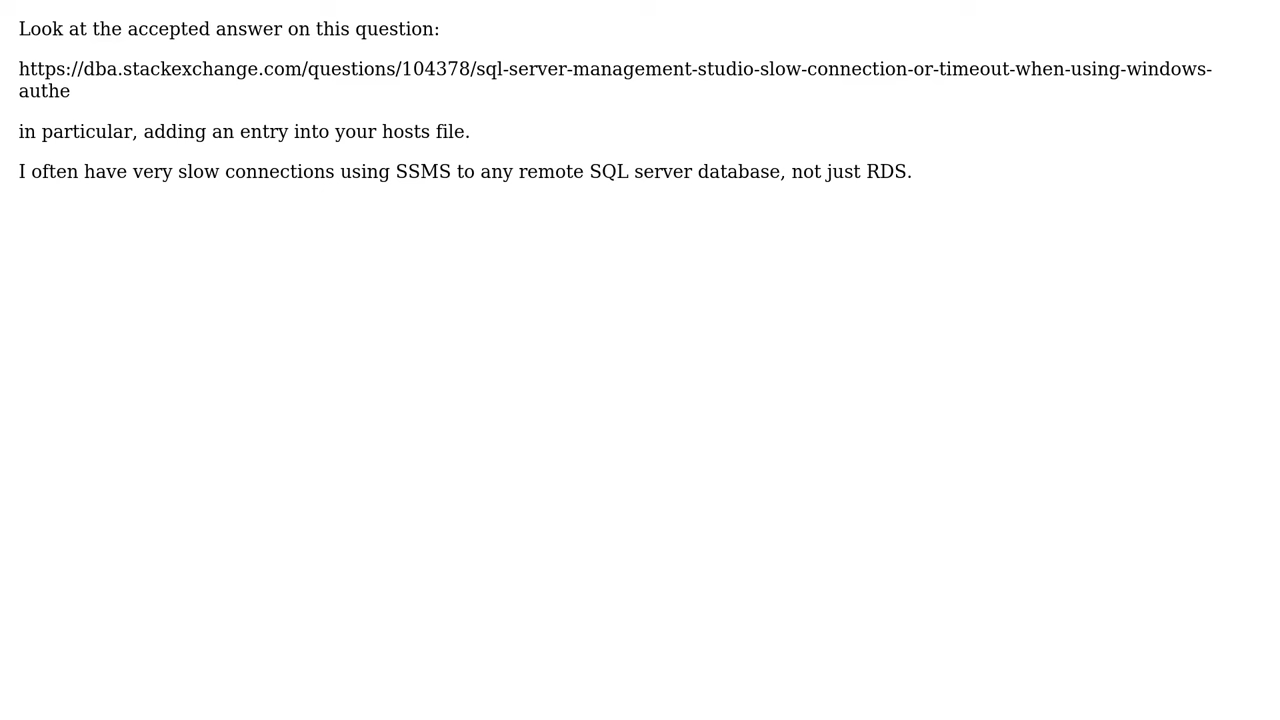 Look at the accepted answer on this question:
https://dba.stackexchange.com/questions/104378/sql-server-management-studio-slow-connection-or-timeout-when-using-windows-
authe
in particular, adding an entry into your hosts file.
I often have very slow connections using SSMS to any remote SQL server database, not just RDS.